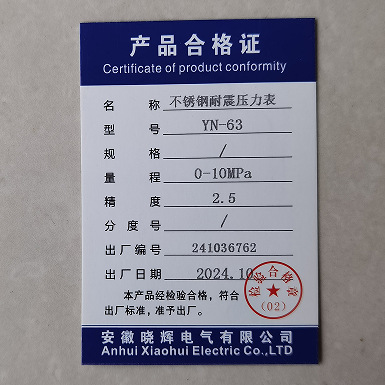 产品合格证
Certificate of product conformity
名 称 不锈钢耐震压力表
型 号 YN-63
规 格 /
量 程 0-10MPa
精 度 2.5
分 度 号 /
出厂编号 241036762
出厂日期 2024.10
检验合格章
(02)
本产品经检验合格，符合
出厂标准，准予出厂。
安徽晓辉电气有限公司
Anhui Xiaohui Electric Co.,LTD